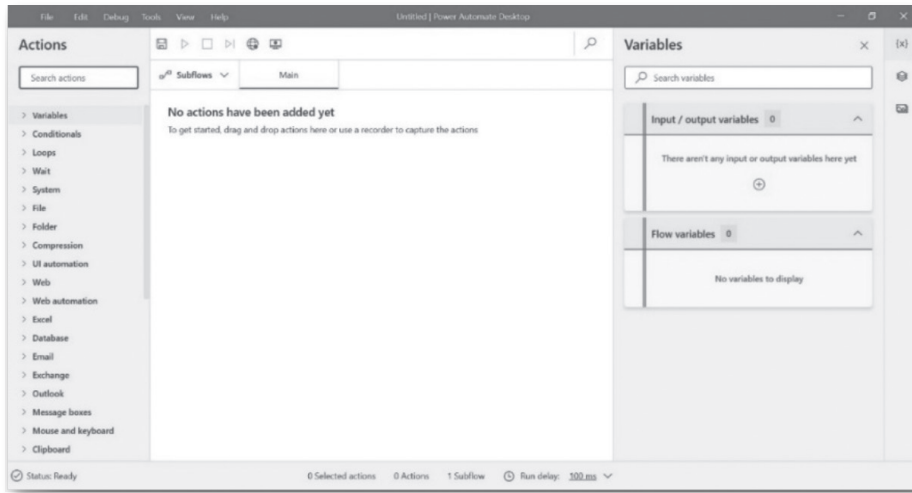 File Edit Debug Tools View Help
Untitled | Power Automate Desktop
Actions
Search actions
Variables
Conditionals
Loops
Wait
System
File
Folder
Compression
UI automation
Web
Web automation
Excel
Database
Email
Exchange
Outlook
Message boxes
Mouse and keyboard
Clipboard
Subflows
Main
No actions have been added yet
To get started, drag and drop actions here or use a recorder to capture the actions
Variables
{x}
Search variables
Input / output variables 0
There aren't any input or output variables here yet
Flow variables 0
No variables to display
Status: Ready
0 Selected actions
0 Actions
1 Subflow
Run delay: 100 ms